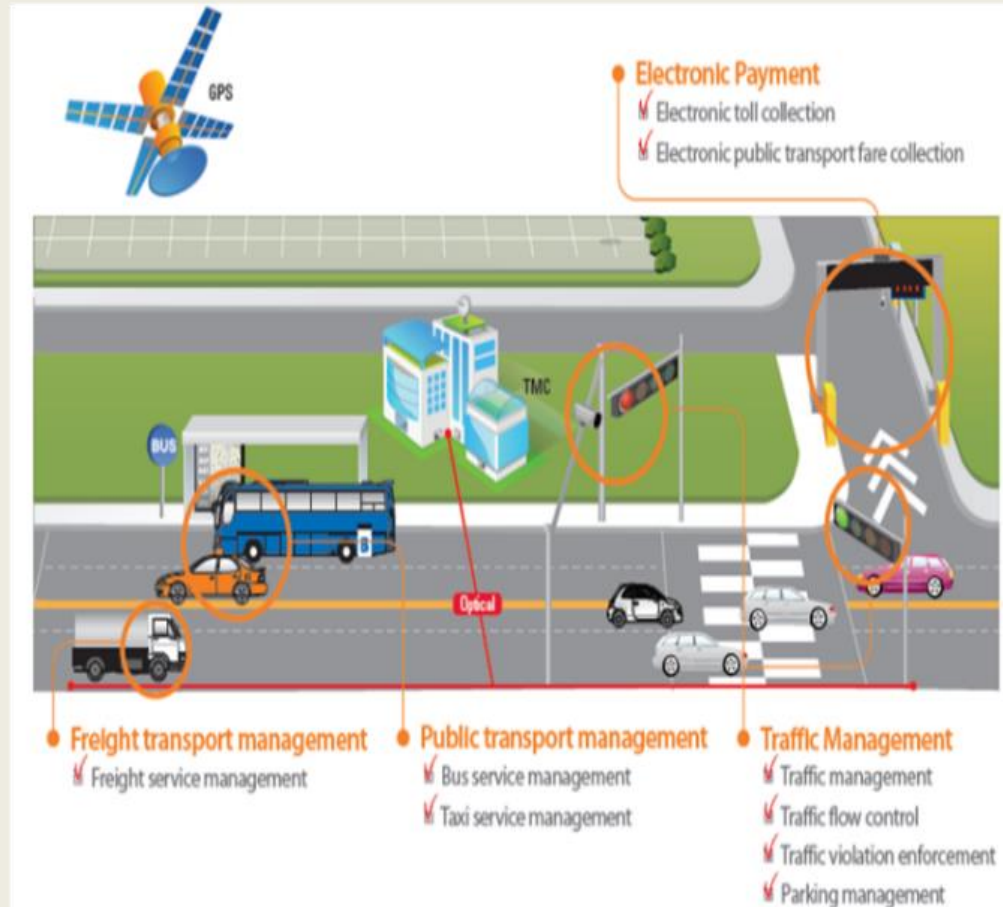 GPS
Electronic Payment
Electronic toll collection
Electronic public transport fare collection
TMC
BUS
B
Optical
Freight transport management
Freight service management
Public transport management
Bus service management
Taxi service management
Traffic Management
Traffic management
Traffic flow control
Traffic violation enforcement
Parking management